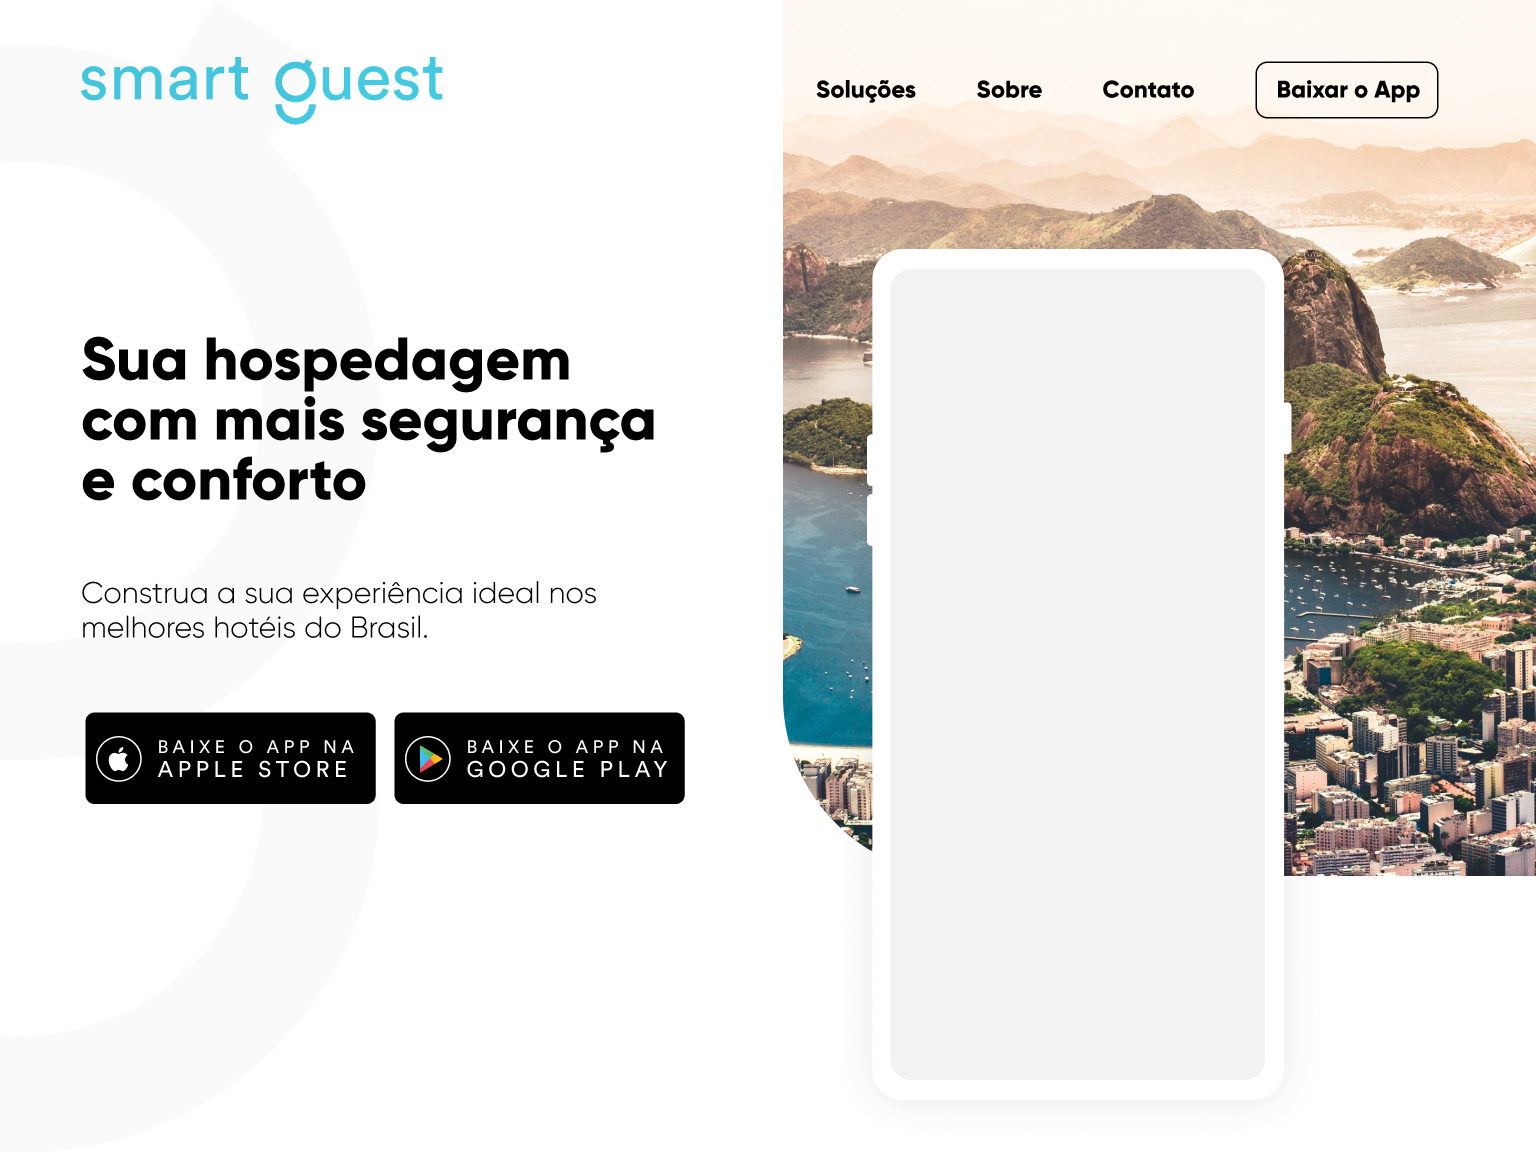 smart guest
Soluções
Sobre
Contato
Baixar o App
Sua hospedagem
com mais segurança
e conforto
Construa a sua experiência ideal nos
melhores hotéis do Brasil.
BAIXE O APP NA
APPLE STORE
BAIXE O APP NA
GOOGLE PLAY